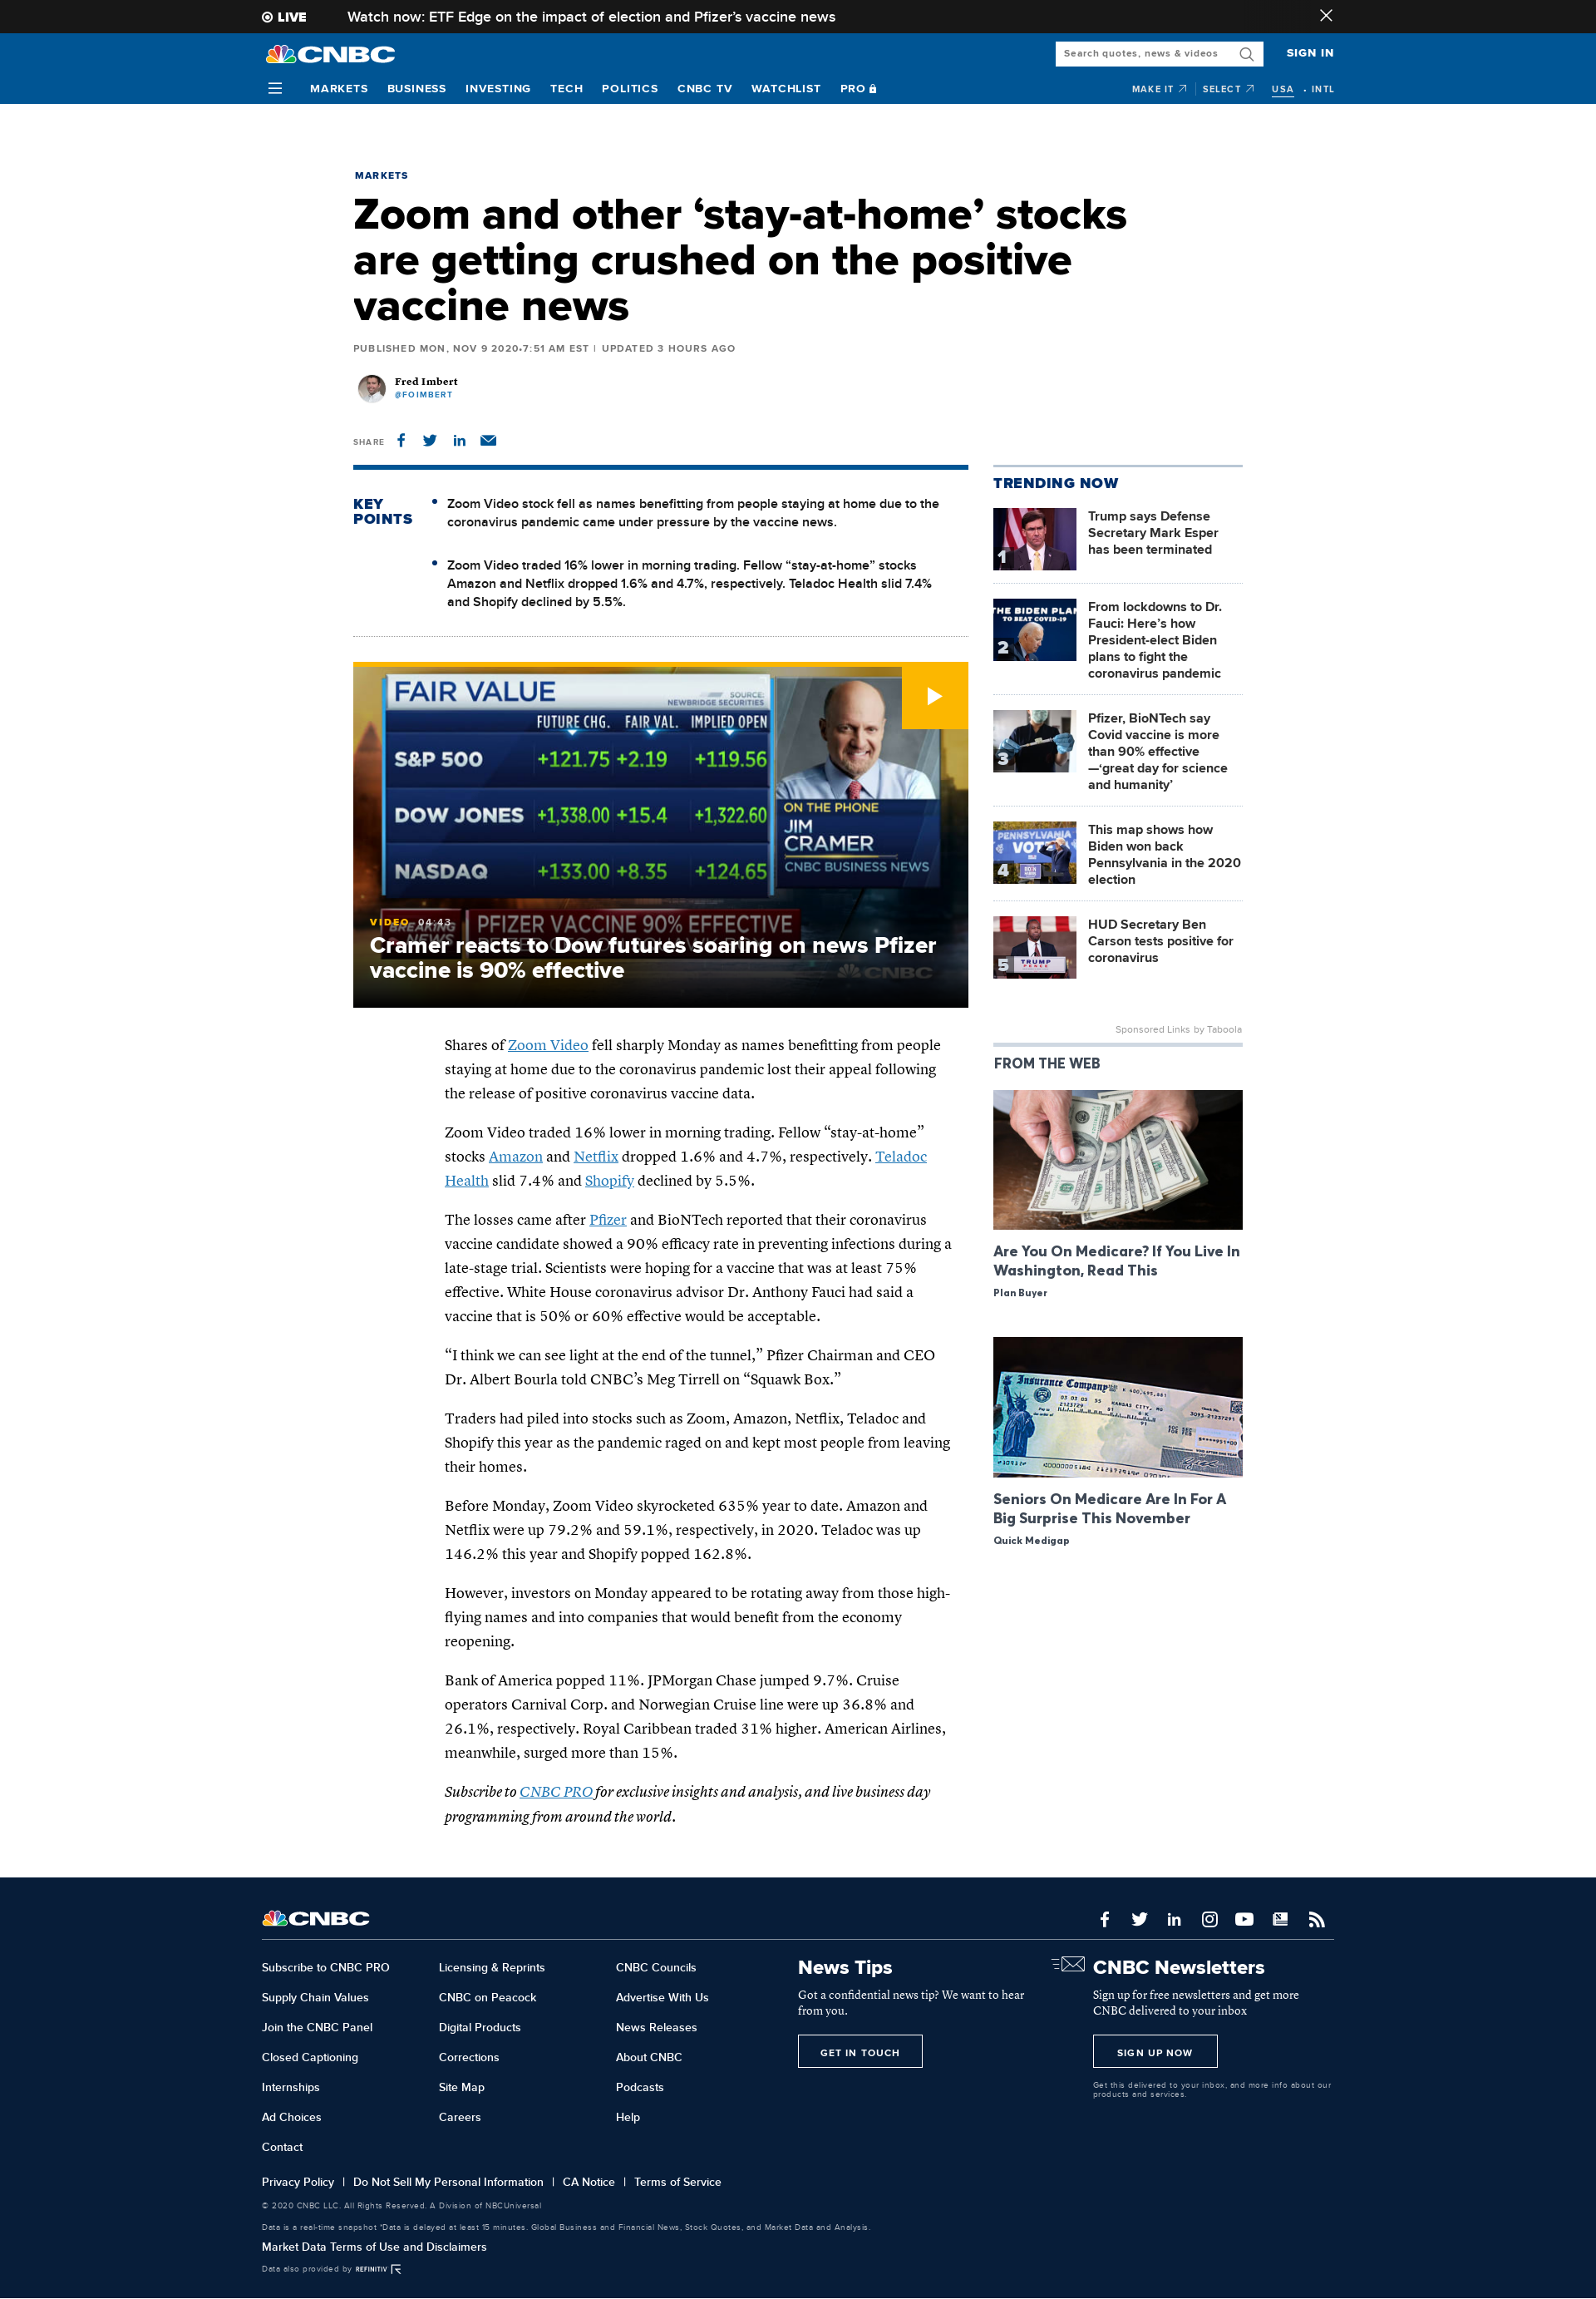 LIVE
Watch now: ETF Edge on the impact of election and Pfizer’s vaccine news
CNBC
Search quotes, news & videos
SIGN IN
MARKETS BUSINESS INVESTING TECH POLITICS CNBC TV WATCHLIST PRO
MAKE IT SELECT USA • INTL
MARKETS
Zoom and other ‘stay-at-home’ stocks
are getting crushed on the positive
vaccine news
PUBLISHED MON, NOV 9 2020•7:51 AM EST | UPDATED 3 HOURS AGO
Fred Imbert
@FOIMBERT
SHARE
KEY
POINTS
Zoom Video stock fell as names benefitting from people staying at home due to the
coronavirus pandemic came under pressure by the vaccine news.
Zoom Video traded 16% lower in morning trading. Fellow “stay-at-home” stocks
Amazon and Netflix dropped 1.6% and 4.7%, respectively. Teladoc Health slid 7.4%
and Shopify declined by 5.5%.
FAIR VALUE
SOURCE:
NEWBRIDGE SECURITIES
FUTURE CHG. FAIR VAL. IMPLIED OPEN
S&P 500 +121.75 +2.19 +119.56
DOW JONES +1,338.00 +15.4 +1,322.60
NASDAQ +133.00 +8.35 +124.65
ON THE PHONE
JIM
CRAMER
CNBC BUSINESS NEWS
BREAKING
NEWS
PFIZER VACCINE 90% EFFECTIVE
CNBC
VIDEO 04:43
Cramer reacts to Dow futures soaring on news Pfizer
vaccine is 90% effective
Shares of Zoom Video fell sharply Monday as names benefitting from people
staying at home due to the coronavirus pandemic lost their appeal following
the release of positive coronavirus vaccine data.
Zoom Video traded 16% lower in morning trading. Fellow “stay-at-home”
stocks Amazon and Netflix dropped 1.6% and 4.7%, respectively. Teladoc
Health slid 7.4% and Shopify declined by 5.5%.
The losses came after Pfizer and BioNTech reported that their coronavirus
vaccine candidate showed a 90% efficacy rate in preventing infections during a
late-stage trial. Scientists were hoping for a vaccine that was at least 75%
effective. White House coronavirus advisor Dr. Anthony Fauci had said a
vaccine that is 50% or 60% effective would be acceptable.
“I think we can see light at the end of the tunnel,” Pfizer Chairman and CEO
Dr. Albert Bourla told CNBC’s Meg Tirrell on “Squawk Box.”
Traders had piled into stocks such as Zoom, Amazon, Netflix, Teladoc and
Shopify this year as the pandemic raged on and kept most people from leaving
their homes.
Before Monday, Zoom Video skyrocketed 635% year to date. Amazon and
Netflix were up 79.2% and 59.1%, respectively, in 2020. Teladoc was up
146.2% this year and Shopify popped 162.8%.
However, investors on Monday appeared to be rotating away from those high-
flying names and into companies that would benefit from the economy
reopening.
Bank of America popped 11%. JPMorgan Chase jumped 9.7%. Cruise
operators Carnival Corp. and Norwegian Cruise line were up 36.8% and
26.1%, respectively. Royal Caribbean traded 31% higher. American Airlines,
meanwhile, surged more than 15%.
Subscribe to CNBC PRO for exclusive insights and analysis, and live business day
programming from around the world.
TRENDING NOW
1
Trump says Defense
Secretary Mark Esper
has been terminated
THE BIDEN PLAN
TO BEAT COVID-19
2
From lockdowns to Dr.
Fauci: Here’s how
President-elect Biden
plans to fight the
coronavirus pandemic
3
Pfizer, BioNTech say
Covid vaccine is more
than 90% effective
—‘great day for science
and humanity’
PENNSYLVANIA
VOTE
4
This map shows how
Biden won back
Pennsylvania in the 2020
election
TRUMP
PENCE
5
HUD Secretary Ben
Carson tests positive for
coronavirus
Sponsored Links by Taboola
FROM THE WEB
Are You On Medicare? If You Live In
Washington, Read This
Plan Buyer
Insurance Company
KANSAS CITY, MO
Seniors On Medicare Are In For A
Big Surprise This November
Quick Medigap
CNBC
Subscribe to CNBC PRO
Supply Chain Values
Join the CNBC Panel
Closed Captioning
Internships
Ad Choices
Contact
Licensing & Reprints
CNBC on Peacock
Digital Products
Corrections
Site Map
Careers
CNBC Councils
Advertise With Us
News Releases
About CNBC
Podcasts
Help
News Tips
Got a confidential news tip? We want to hear
from you.
GET IN TOUCH
CNBC Newsletters
Sign up for free newsletters and get more
CNBC delivered to your inbox
SIGN UP NOW
Get this delivered to your inbox, and more info about our
products and services.
Privacy Policy | Do Not Sell My Personal Information | CA Notice | Terms of Service
© 2020 CNBC LLC. All Rights Reserved. A Division of NBCUniversal
Data is a real-time snapshot *Data is delayed at least 15 minutes. Global Business and Financial News, Stock Quotes, and Market Data and Analysis.
Market Data Terms of Use and Disclaimers
Data also provided by REFINITIV